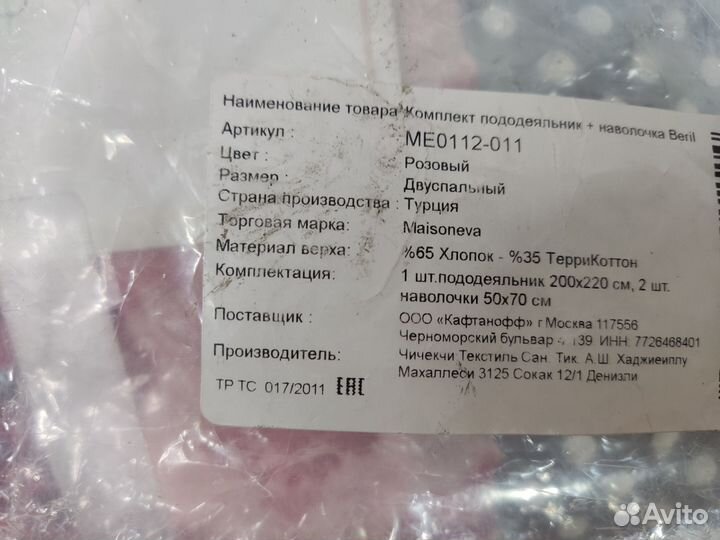 Наименование товара Комплект пододеяльник + наволочка Beril
Артикул : ME0112-011
Цвет : Розовый
Размер : Двуспальный
Страна производства : Турция
Торговая марка: Maisoneva
Материал верха: %65 Хлопок - %35 ТерриКоттон
Комплектация: 1 шт.пододеяльник 200x220 см, 2 шт.
наволочки 50x70 см
Поставщик : ООО «Кафтанофф» г Москва 117556
Черноморский бульвар 39 ИНН: 7726468401
Производитель: Чичекчи Текстиль Сан. Тик. А.Ш. Хаджиеиплу
Махаллеси 3125 Сокак 12/1 Денизли
ТР ТС 017/2011 EAC
Avito